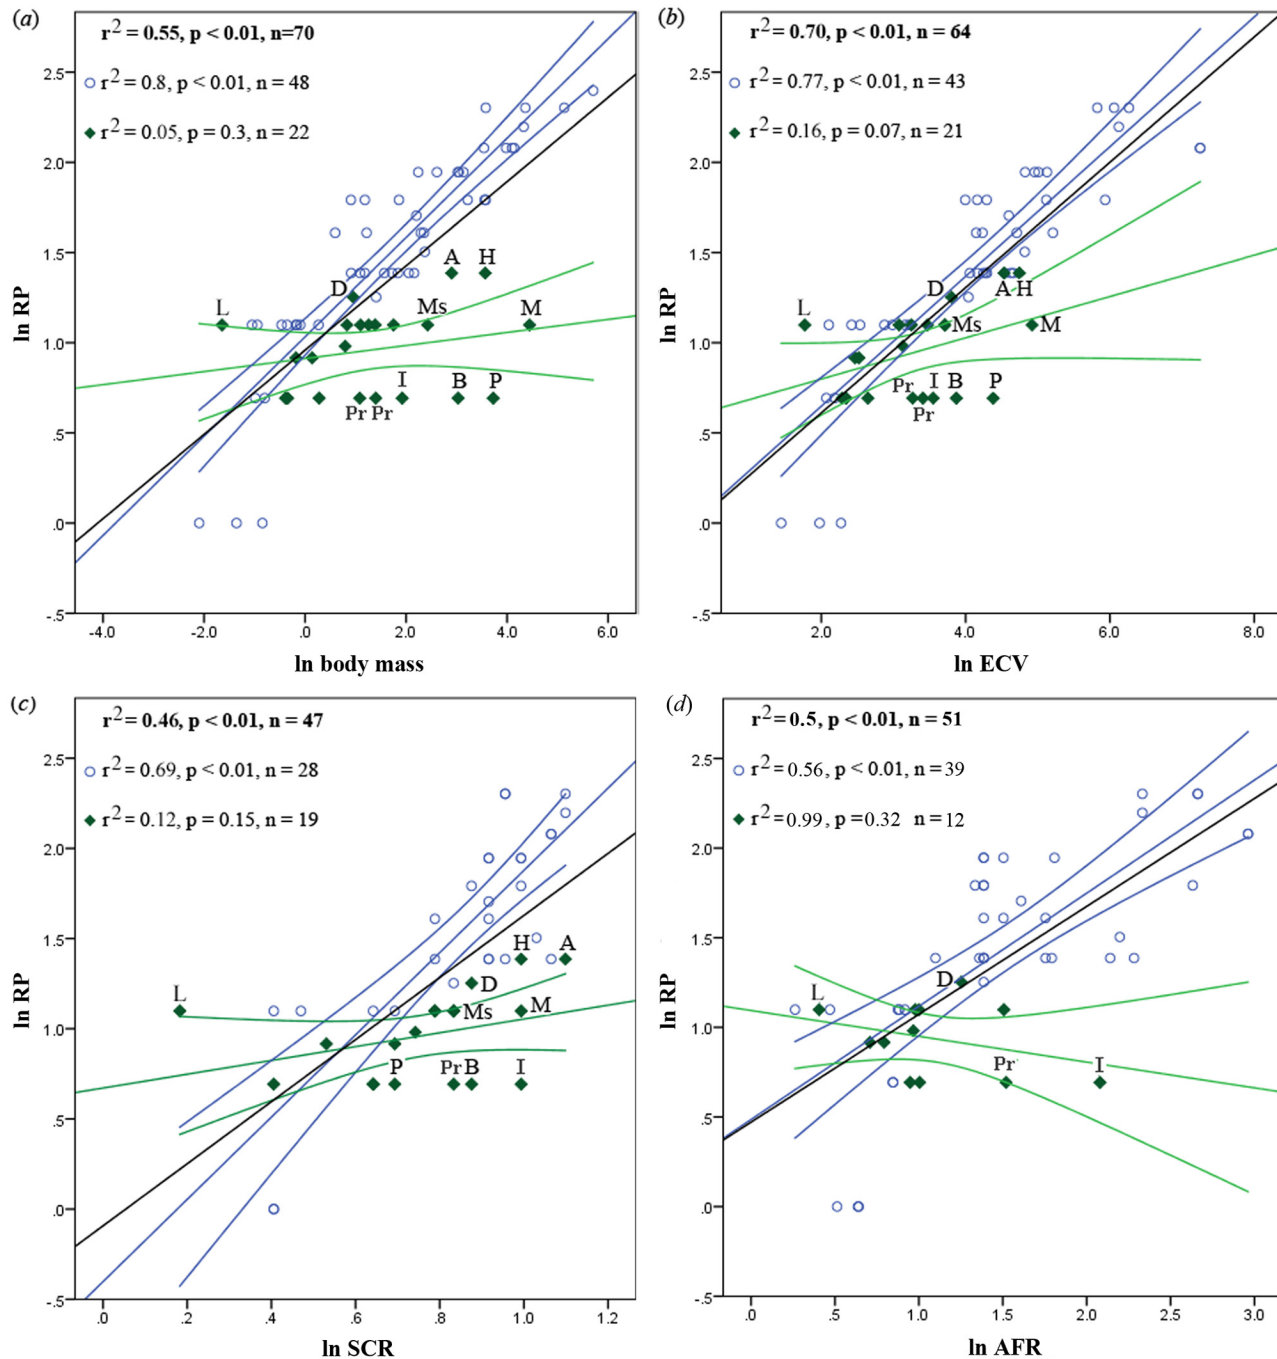 (a)
r² = 0.55, p < 0.01, n=70
r² = 0.8, p < 0.01, n = 48
r² = 0.05, p = 0.3, n = 22
2.5
2.0
1.5
1.0
.5
.0
-.5
ln RP
L
D
A
H
Ms
M
I
B
P
Pr Pr
-4.0 -2.0 .0 2.0 4.0 6.0
ln body mass
(b)
r² = 0.70, p < 0.01, n = 64
r² = 0.77, p < 0.01, n = 43
r² = 0.16, p = 0.07, n = 21
2.5
2.0
1.5
1.0
.5
.0
-.5
ln RP
L
D
A H
Ms
M
Pr
I
B
P
Pr
2.0 4.0 6.0 8.0
ln ECV
(c)
r² = 0.46, p < 0.01, n = 47
r² = 0.69, p < 0.01, n = 28
r² = 0.12, p = 0.15, n = 19
2.5
2.0
1.5
1.0
.5
.0
-.5
ln RP
L
H
A
D
Ms
M
P
Pr
B
I
.0 .2 .4 .6 .8 1.0 1.2
ln SCR
(d)
r² = 0.5, p < 0.01, n = 51
r² = 0.56, p < 0.01, n = 39
r² = 0.99, p = 0.32 n = 12
2.5
2.0
1.5
1.0
.5
.0
-.5
ln RP
L
D
Pr
I
.0 .5 1.0 1.5 2.0 2.5 3.0
ln AFR